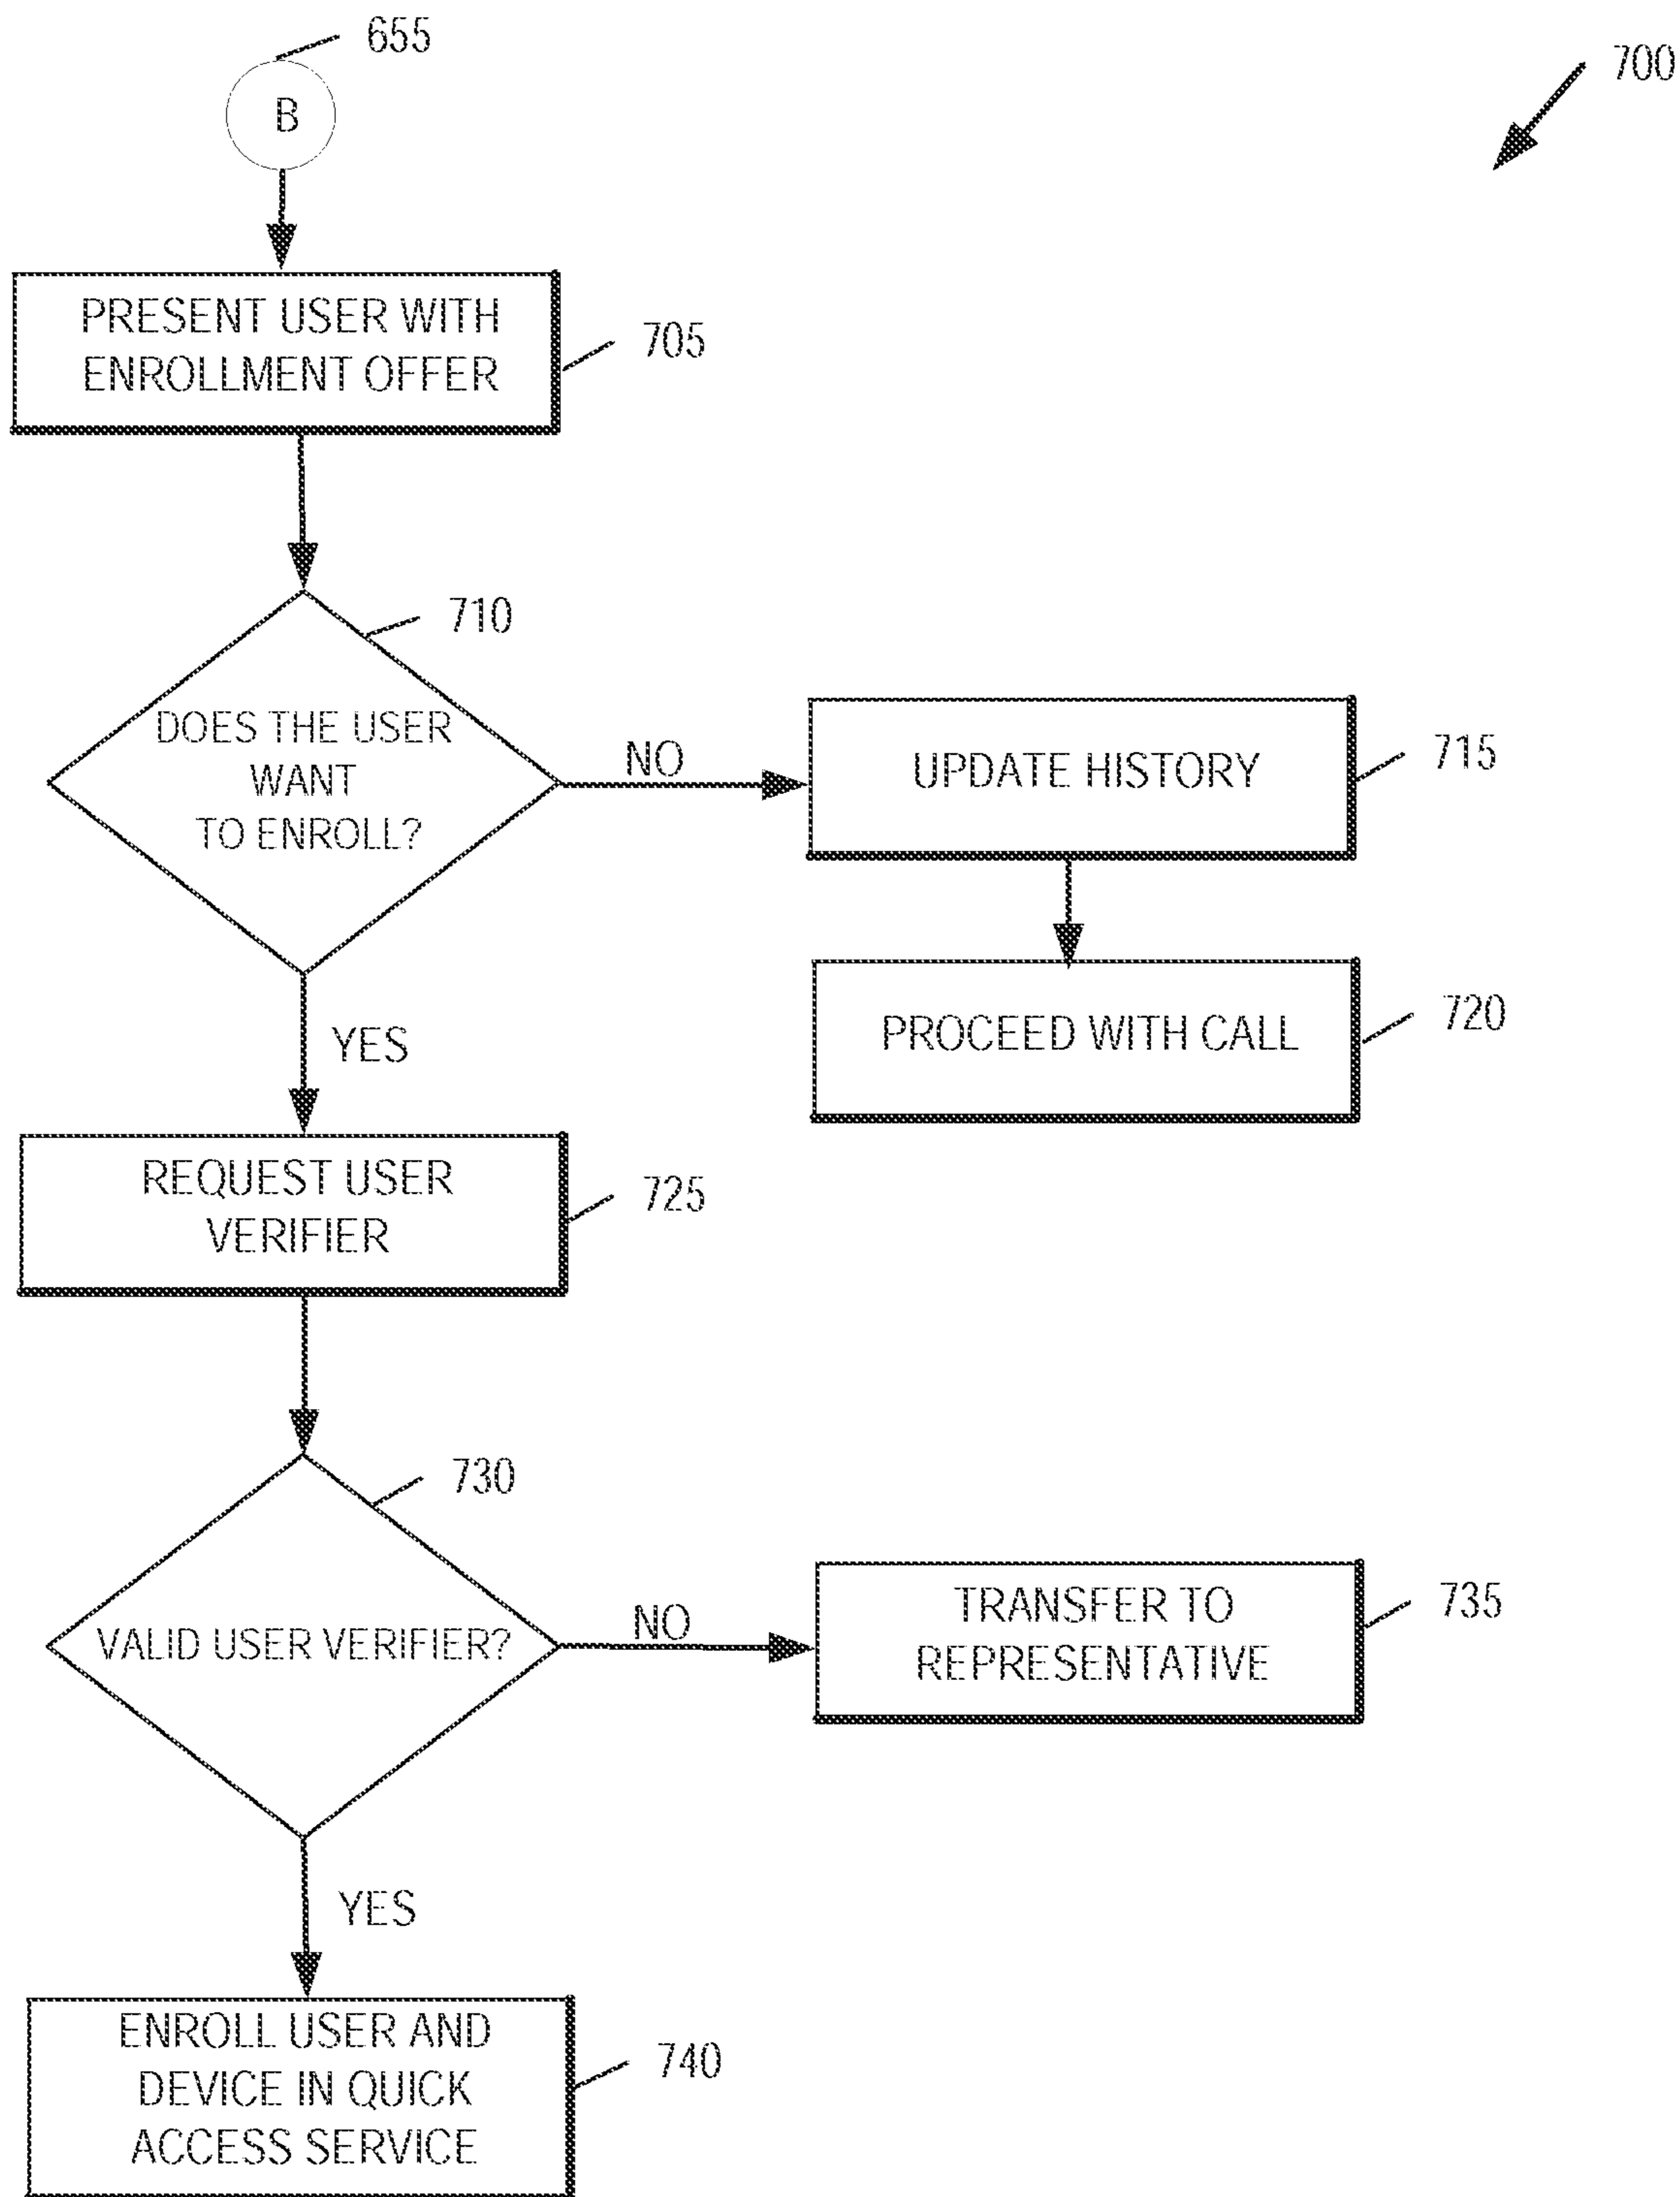 655
700
B
PRESENT USER WITH
ENROLLMENT OFFER
705
710
DOES THE USER
WANT
TO ENROLL?
NO
UPDATE HISTORY
715
PROCEED WITH CALL
720
YES
REQUEST USER
VERIFIER
725
730
VALID USER VERIFIER?
NO
TRANSFER TO
REPRESENTATIVE
735
YES
ENROLL USER AND
DEVICE IN QUICK
ACCESS SERVICE
740